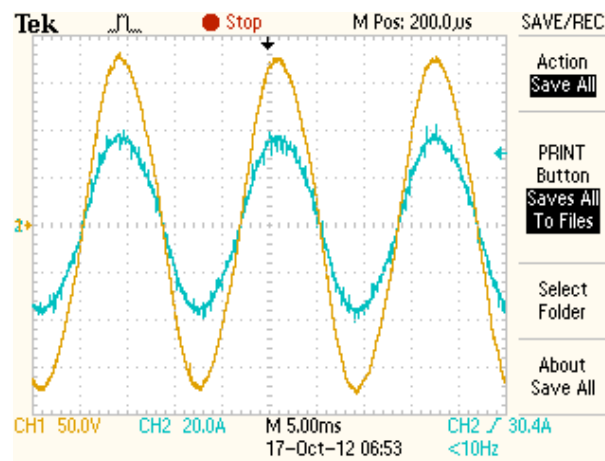 Tek Stop M Pos: 200.0us SAVE/REC
Action
Save All
PRINT
Button
Saves All
To Files
2
Select
Folder
About
Save All
CH1 50.0V CH2 20.0A M 5.00ms CH2 / 30.4A
17-Oct-12 06:53 <10Hz